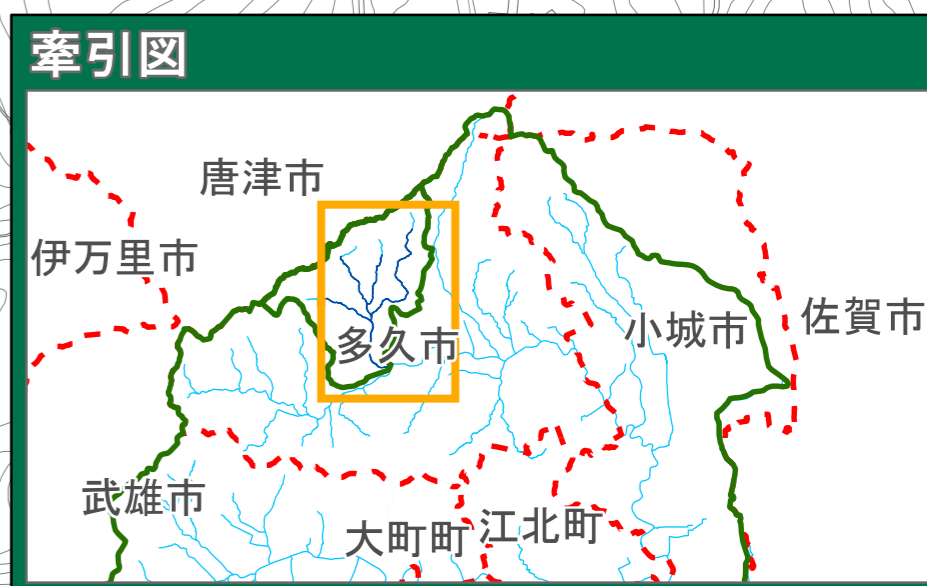 牽引図
唐津市
伊万里市
多久市
小城市
佐賀市
武雄市
大町町
江北町